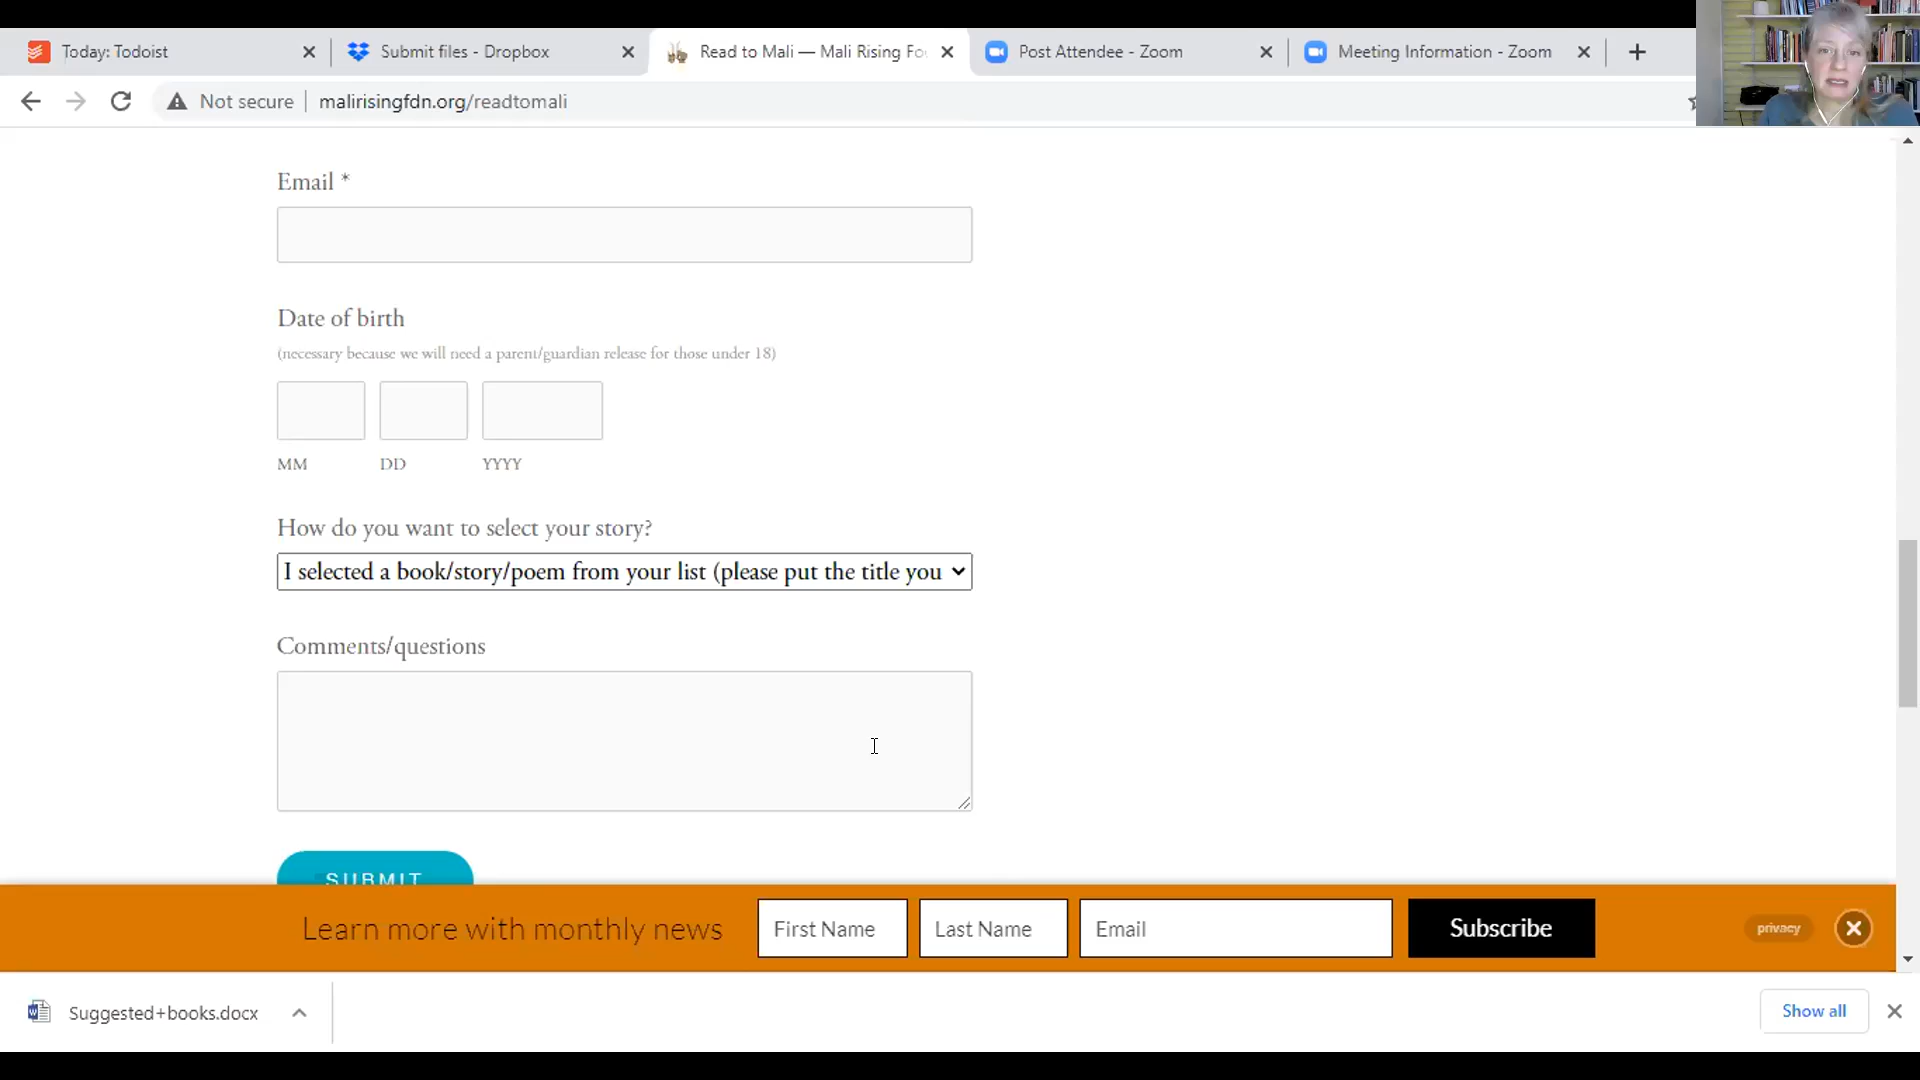 Today: Todoist
Submit files - Dropbox
Read to Mali — Mali Rising Fo
Post Attendee - Zoom
Meeting Information - Zoom
Not secure
malirisingfdn.org/readtomali
Email *
Date of birth
(necessary because we will need a parent/guardian release for those under 18)
MM
DD
YYYY
How do you want to select your story?
I selected a book/story/poem from your list (please put the title you
Comments/questions
SUBMIT
Learn more with monthly news
First Name
Last Name
Email
Subscribe
privacy
Suggested+books.docx
Show all